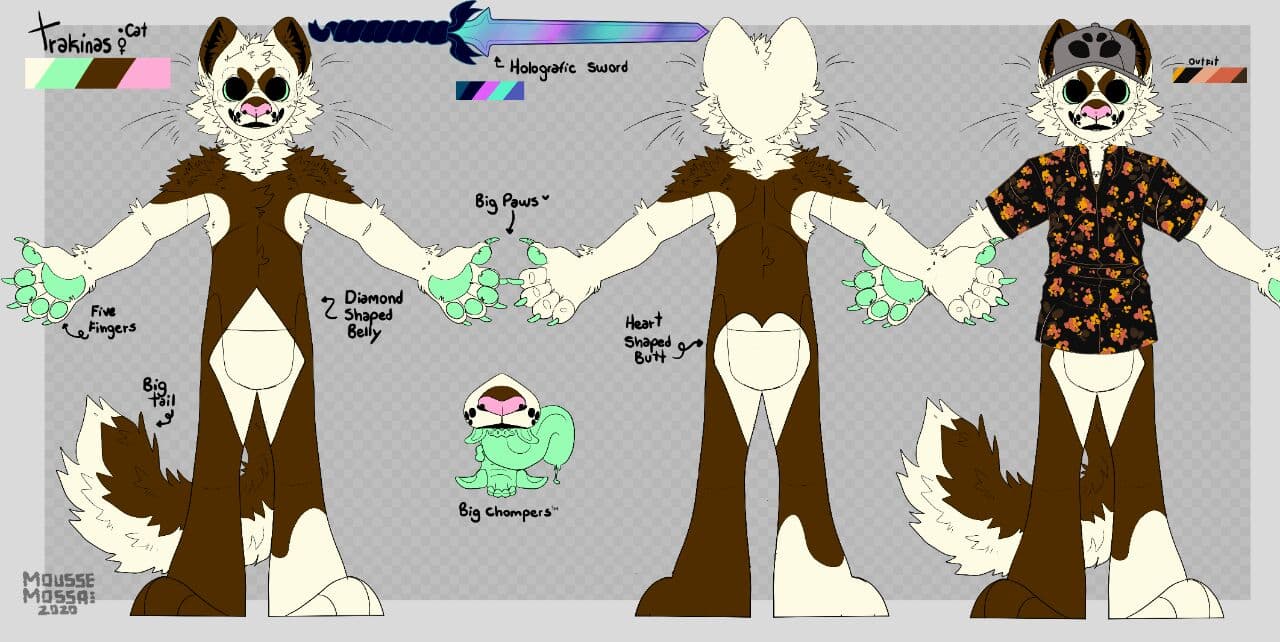 Trakinas
•Cat
♀
Holografic sword
outfit
Big Paws
Five
Fingers
Diamond
Shaped
Belly
Heart
Shaped
Butt
Big
tail
Big Chompers™
MOUSSE
MOSSA:
2020